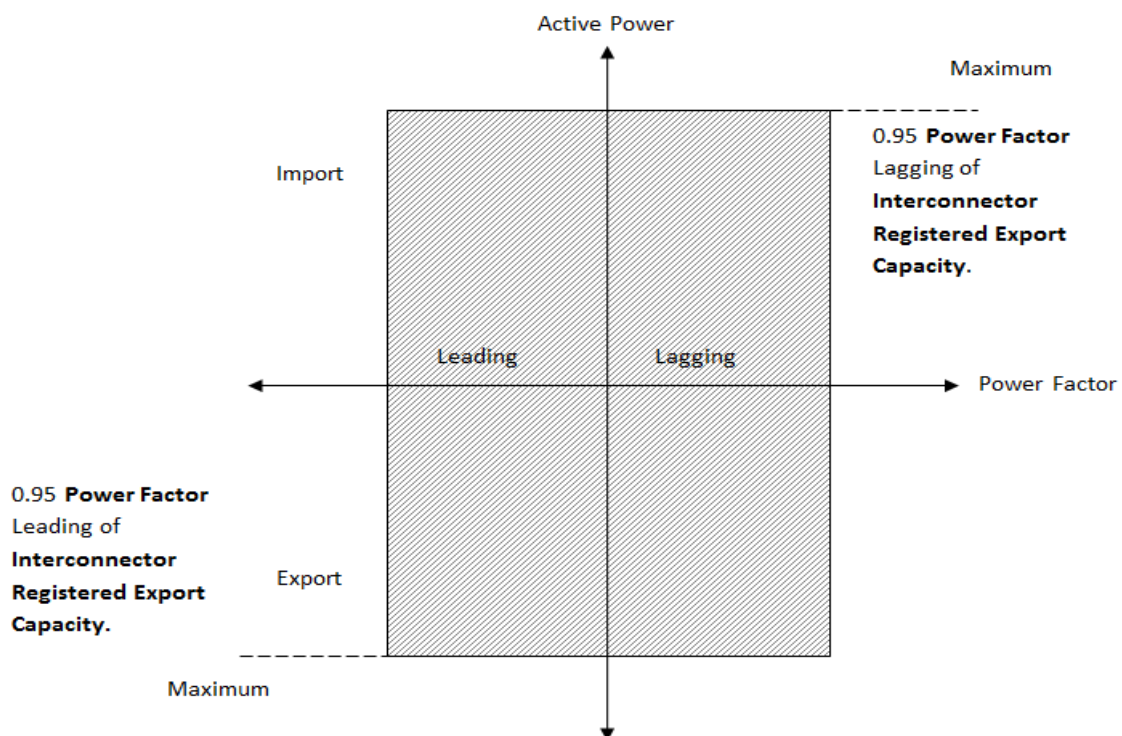 Active Power
Maximum
0.95 Power Factor
Lagging of
Interconnector
Registered Export
Capacity.
Import
Leading
Lagging
Power Factor
0.95 Power Factor
Leading of
Interconnector
Registered Export
Capacity.
Export
Maximum